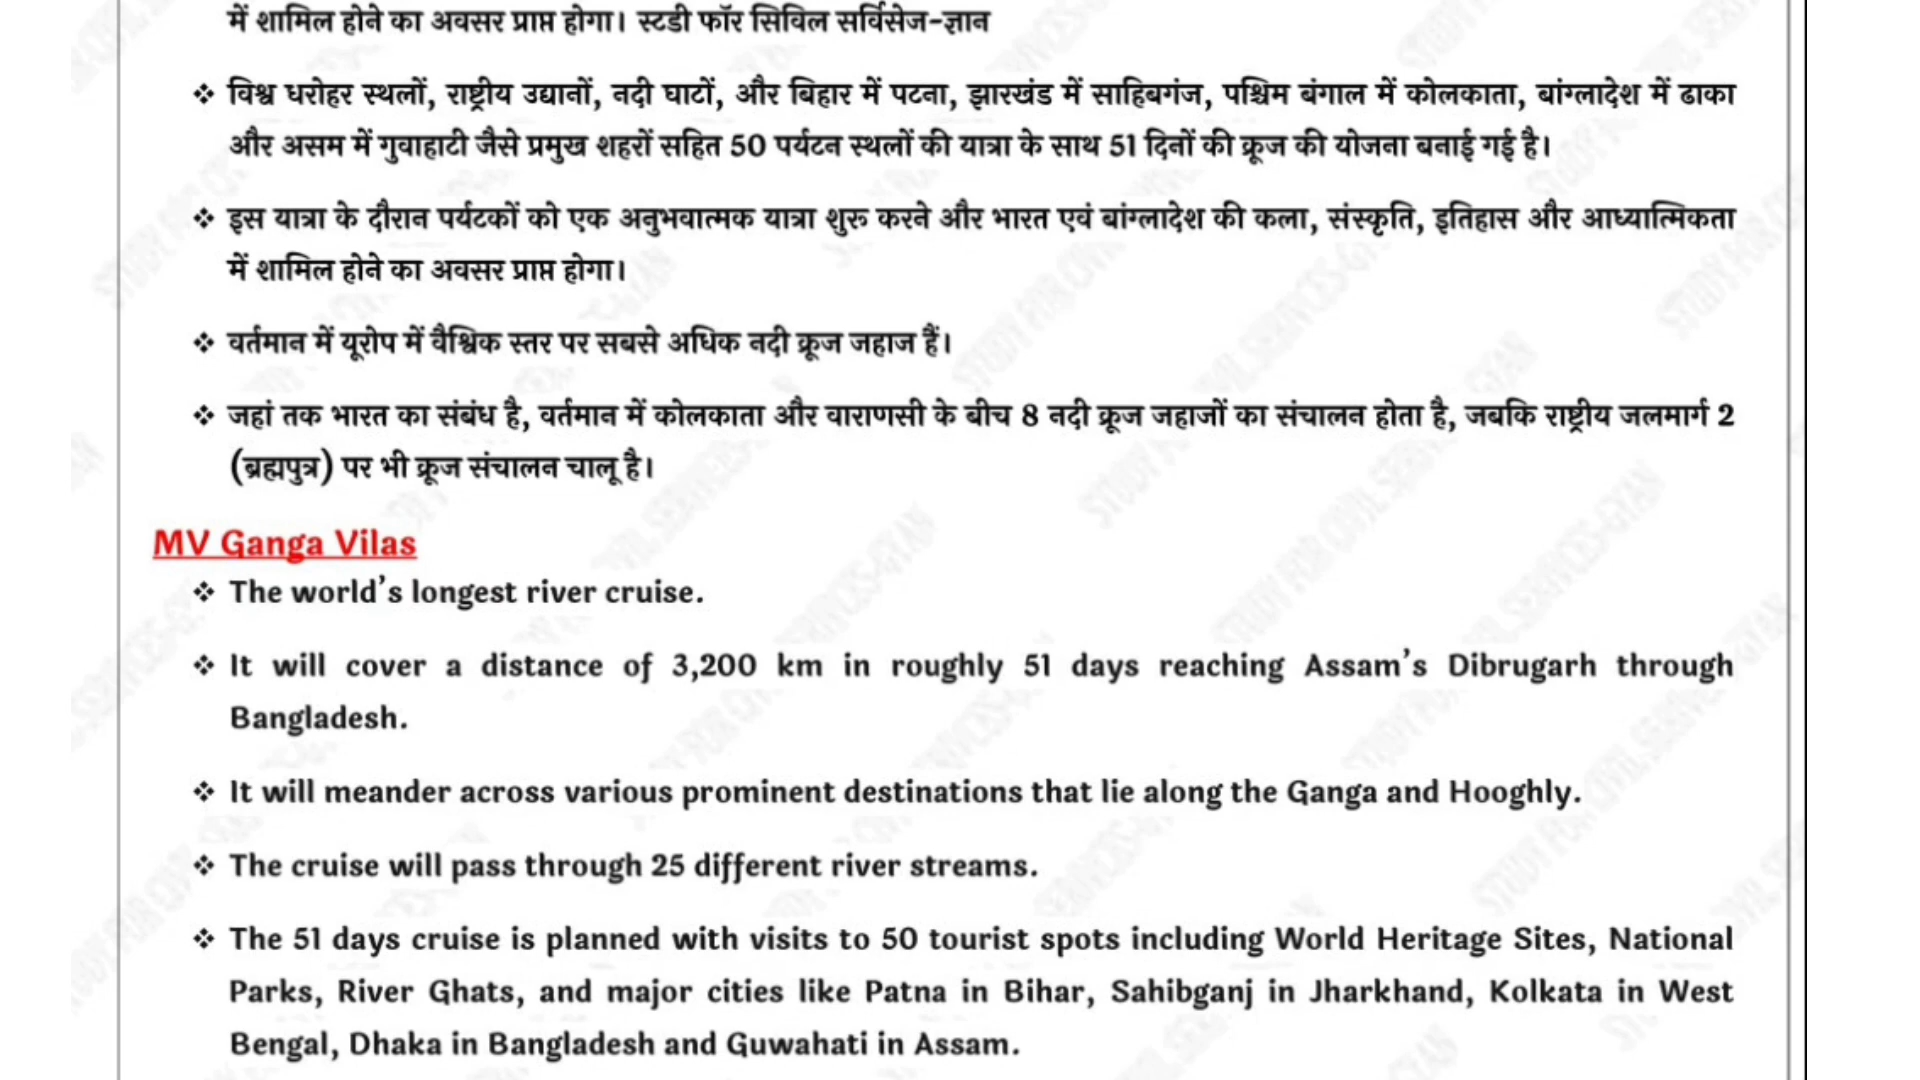 में शामिल होने का अवसर प्राप्त होगा। स्टडी फॉर सिविल सर्विसेज-ज्ञान
❖ विश्व धरोहर स्थलों, राष्ट्रीय उद्यानों, नदी घाटों, और बिहार में पटना, झारखंड में साहिबगंज, पश्चिम बंगाल में कोलकाता, बांग्लादेश में ढाका
और असम में गुवाहाटी जैसे प्रमुख शहरों सहित 50 पर्यटन स्थलों की यात्रा के साथ 51 दिनों की क्रूज की योजना बनाई गई है।
❖ इस यात्रा के दौरान पर्यटकों को एक अनुभवात्मक यात्रा शुरू करने और भारत एवं बांग्लादेश की कला, संस्कृति, इतिहास और आध्यात्मिकता
में शामिल होने का अवसर प्राप्त होगा।
❖ वर्तमान में यूरोप में वैश्विक स्तर पर सबसे अधिक नदी क्रूज जहाज हैं।
❖ जहां तक भारत का संबंध है, वर्तमान में कोलकाता और वाराणसी के बीच 8 नदी क्रूज जहाजों का संचालन होता है, जबकि राष्ट्रीय जलमार्ग 2
(ब्रह्मपुत्र) पर भी क्रूज संचालन चालू है।
MV Ganga Vilas
❖ The world's longest river cruise.
❖ It will cover a distance of 3,200 km in roughly 51 days reaching Assam's Dibrugarh through
Bangladesh.
❖ It will meander across various prominent destinations that lie along the Ganga and Hooghly.
❖ The cruise will pass through 25 different river streams.
❖ The 51 days cruise is planned with visits to 50 tourist spots including World Heritage Sites, National
Parks, River Ghats, and major cities like Patna in Bihar, Sahibganj in Jharkhand, Kolkata in West
Bengal, Dhaka in Bangladesh and Guwahati in Assam.